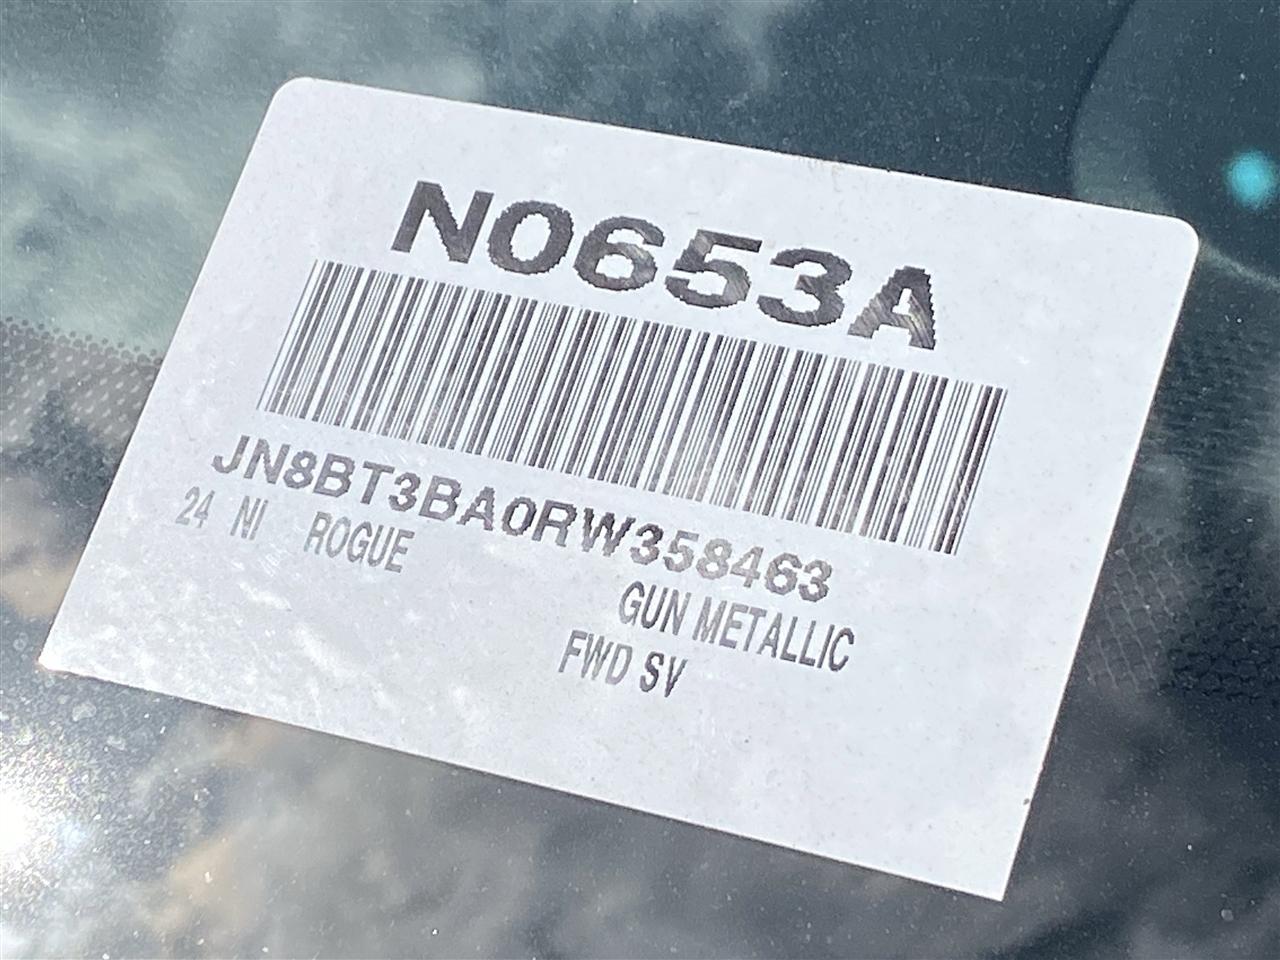 N0653A
JN8BT3BA0RW358463
24 NI ROGUE
GUN METALLIC
FWD SV